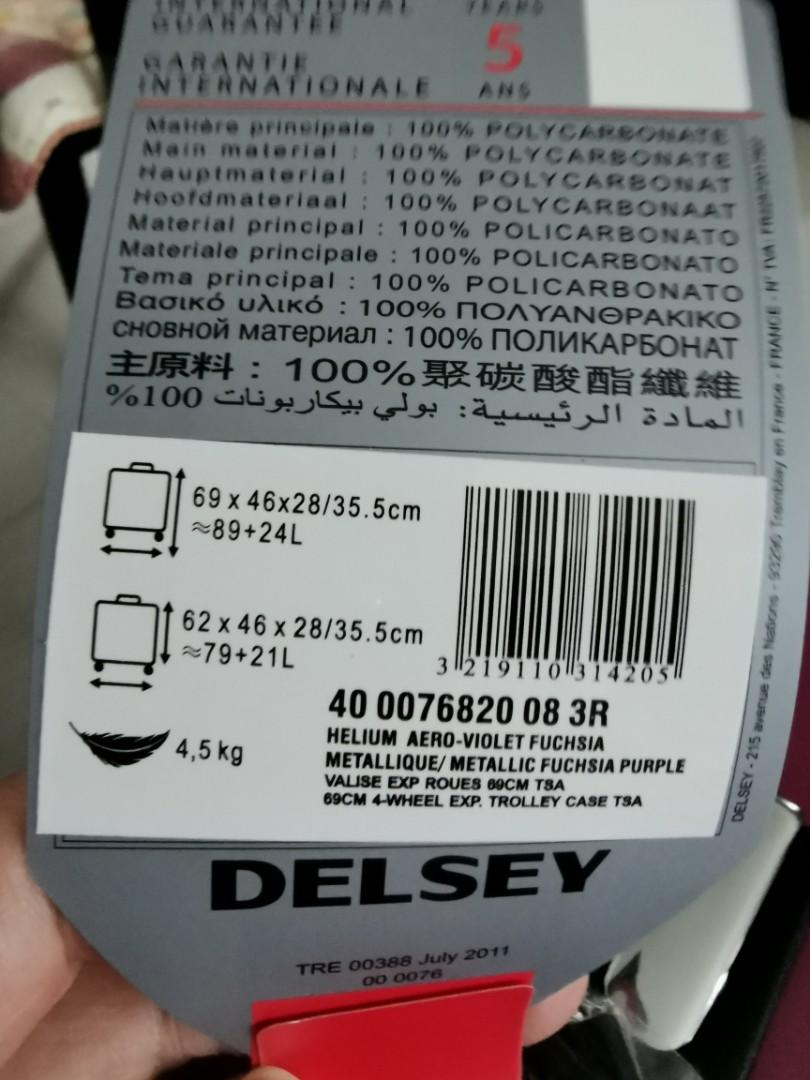 INTERNATIONAL
GUARANTEE
YEARS
5
ANS
GARANTIE
INTERNATIONALE
Matière principale : 100% POLYCARBONATE
Main material : 100% POLYCARBONATE
Hauptmaterial : 100% POLYCARBONAT
Hoofdmateriaal : 100% POLYCARBONAAT
Material principal : 100% POLICARBONATO
Materiale principale : 100% POLICARBONATO
Tema principal : 100% POLICARBONATO
Βασικό υλικό : 100% ΠΟΛΥΑΝΘΡΑΚΙΚΟ
сновной материал : 100% ПОЛИКАРБОНАТ
主原料 : 100%聚碳酸酯纖維
المادة الرئيسية: بولي بيكاربونات 100%
69 x 46x28/35.5cm
≈89+24L
62 x 46 x 28/35.5cm
≈79+21L
4,5 kg
3 219110 314205
40 0076820 08 3R
HELIUM AERO-VIOLET FUCHSIA
METALLIQUE/ METALLIC FUCHSIA PURPLE
VALISE EXP ROUES 69CM TSA
69CM 4-WHEEL EXP. TROLLEY CASE TSA
DELSEY
TRE 00388 July 2011
00 0076
DELSEY - 215 avenue des Nations - 93290 Tremblay en France - FRANCE - N° TVA :